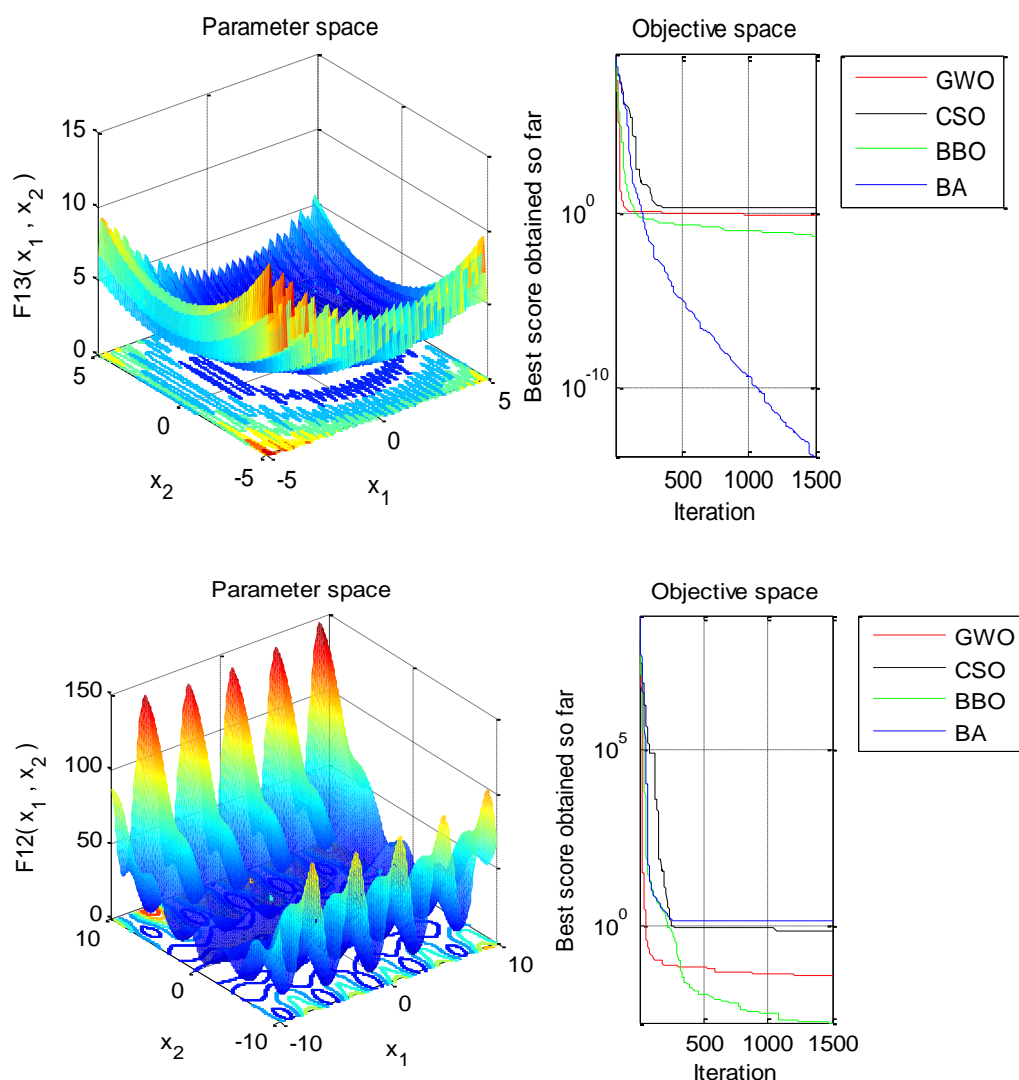 Parameter space
F13( x1 , x2 )
15
10
5
0
5
0
-5
-5
0
5
x2
x1
Objective space
Best score obtained so far
10^0
10^-10
500
1000
1500
Iteration
GWO
CSO
BBO
BA
Parameter space
F12( x1 , x2 )
150
100
50
0
10
0
-10
-10
0
10
x2
x1
Objective space
Best score obtained so far
10^5
10^0
500
1000
1500
Iteration
GWO
CSO
BBO
BA